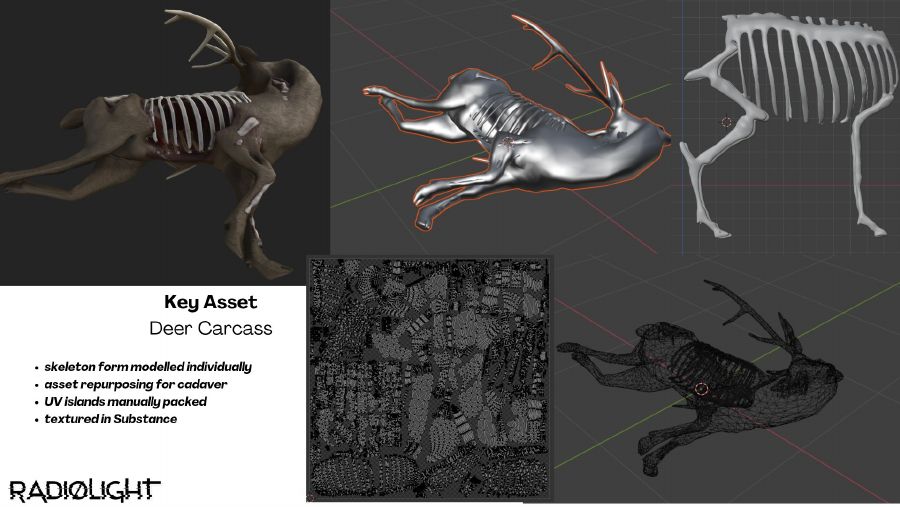 Key Asset
Deer Carcass
• skeleton form modelled individually
• asset repurposing for cadaver
• UV islands manually packed
• textured in Substance
RADIØLIGHT